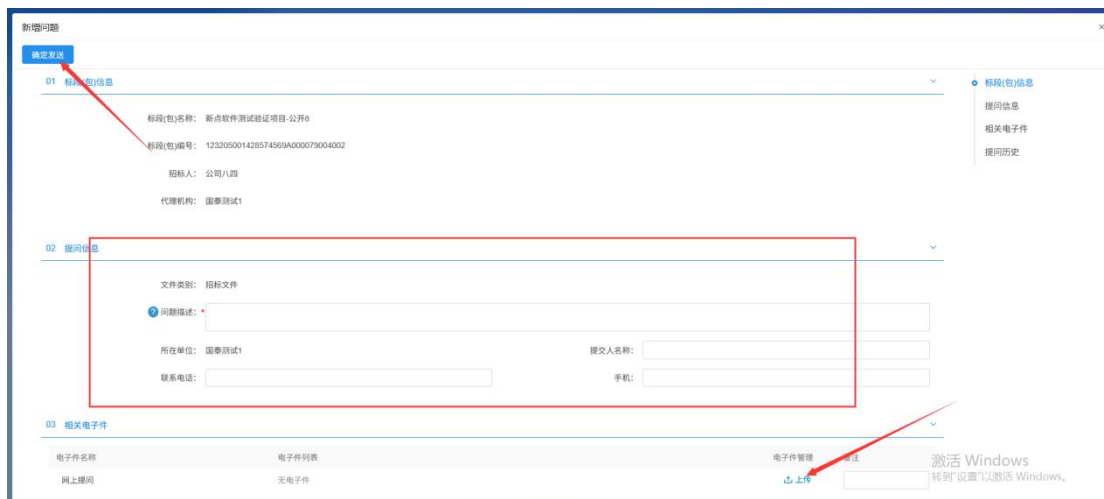 新增问题
×
确定发送
01 标段(包)信息
标段(包)信息
标段(包)名称: 新点软件测试验证项目-公开8
提问信息
相关电子件
标段(包)编号: 123205001428574569A000079004002
提问历史
招标人: 公司八四
代理机构: 国泰测试1
02 提问信息
文件类别: 招标文件
? 问题描述: *
所在单位: 国泰测试1 提交人名称:
联系电话: 手机:
03 相关电子件
电子件名称 电子件列表 电子件管理 备注
网上提问 无电子件 上传
激活 Windows
转到"设置"以激活 Windows。